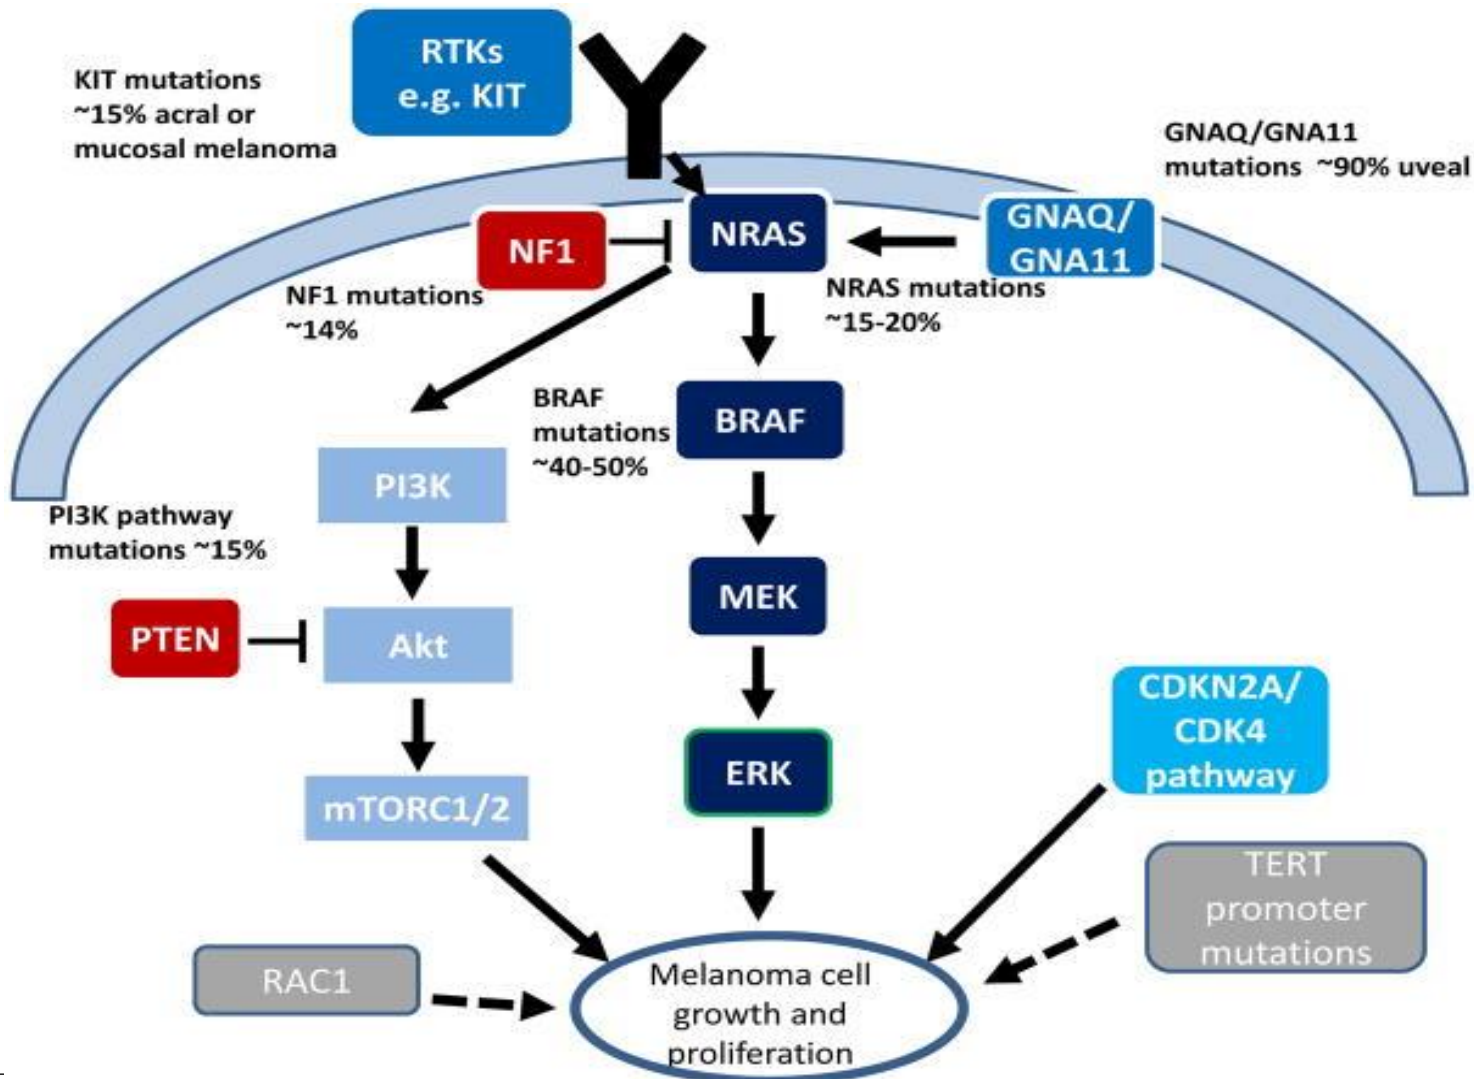 RTKs
e.g. KIT
KIT mutations
~15% acral or
mucosal melanoma
GNAQ/GNA11
mutations ~90% uveal
NF1
NRAS
GNAQ/
GNA11
NF1 mutations
~14%
NRAS mutations
~15-20%
BRAF
mutations
~40-50%
BRAF
PI3K
PI3K pathway
mutations ~15%
MEK
PTEN
Akt
CDKN2A/
CDK4
pathway
ERK
mTORC1/2
TERT
promoter
mutations
RAC1
Melanoma cell
growth and
proliferation